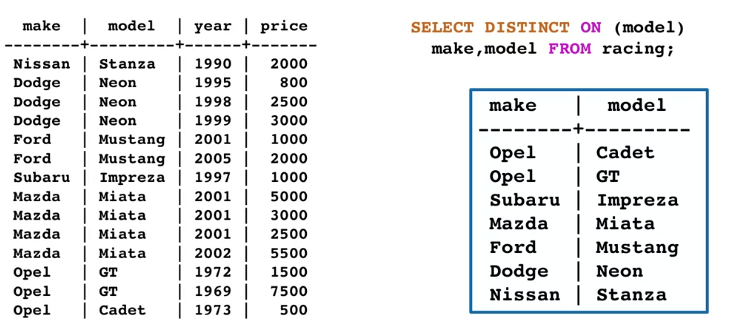 make | model | year | price
--------+----------+------+-------
Nissan | Stanza | 1990 | 2000
Dodge | Neon | 1995 | 800
Dodge | Neon | 1998 | 2500
Dodge | Neon | 1999 | 3000
Ford | Mustang | 2001 | 1000
Ford | Mustang | 2005 | 2000
Subaru | Impreza | 1997 | 1000
Mazda | Miata | 2001 | 5000
Mazda | Miata | 2001 | 3000
Mazda | Miata | 2001 | 2500
Mazda | Miata | 2002 | 5500
Opel | GT | 1972 | 1500
Opel | GT | 1969 | 7500
Opel | Cadet | 1973 | 500
SELECT DISTINCT ON (model)
make,model FROM racing;
make | model
--------+---------
Opel | Cadet
Opel | GT
Subaru | Impreza
Mazda | Miata
Ford | Mustang
Dodge | Neon
Nissan | Stanza